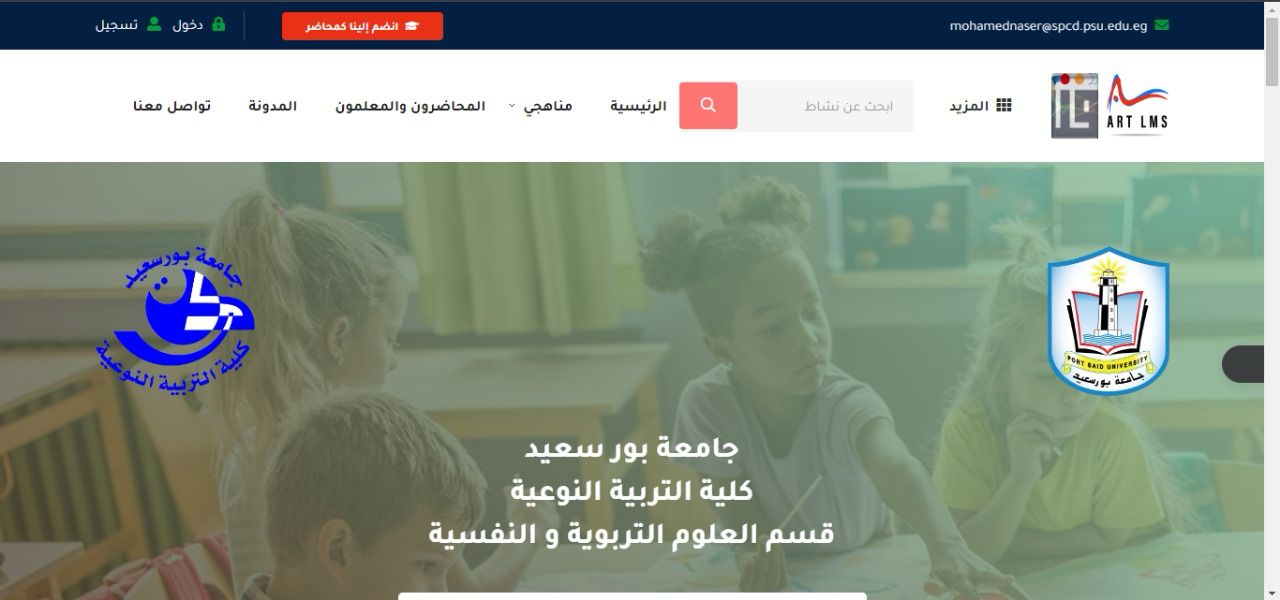 mohamednaser@spcd.psu.edu.eg
انضم إلينا كمحاضر
دخول
تسجيل
ART LMS
المزيد
ابحث عن نشاط
الرئيسية
مناهجي
المحاضرون والمعلمون
المدونة
تواصل معنا
PORT SAID UNIVERSITY
جامعة بورسعيد
جامعة بورسعيد
كلية التربية النوعية
جامعة بور سعيد
كلية التربية النوعية
قسم العلوم التربوية و النفسية